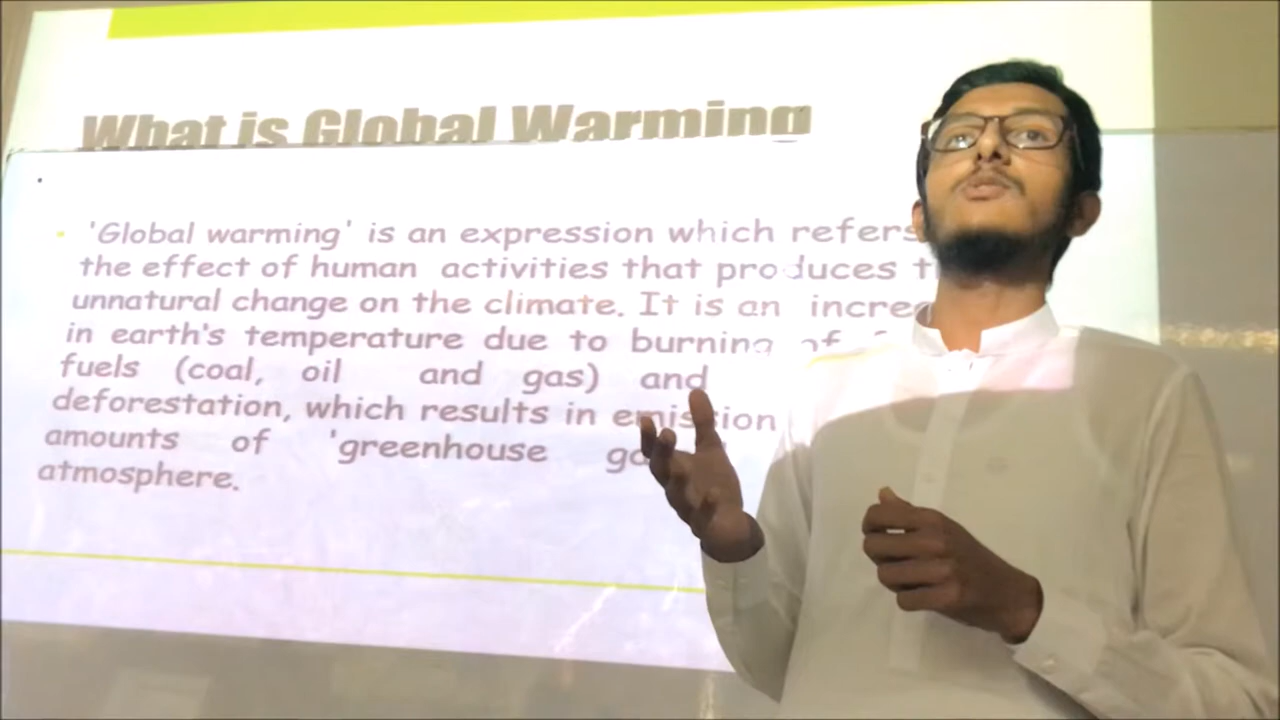 What is Global Warming
'Global warming' is an expression which refers
the effect of human activities that produces
unnatural change on the climate. It is an
in earth's temperature due to burning of
fuels (coal, oil and gas) and
deforestation, which results in emission
amounts of 'greenhouse
atmosphere.